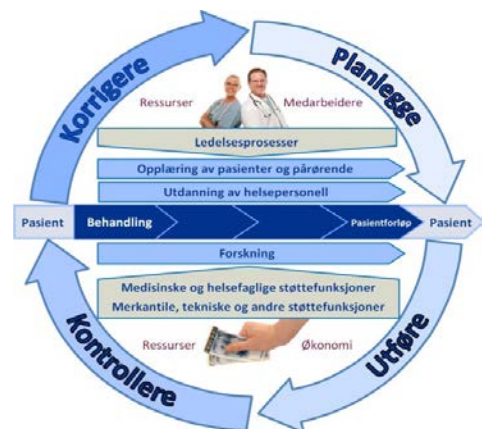 Korrigere
Planlegge
Ressurser
Medarbeidere
Ledelsesprosesser
Opplæring av pasienter og pårørende
Utdanning av helsepersonell
Pasient
Behandling
Pasientforløp
Pasient
Forskning
Medisinske og helsefaglige støttefunksjoner
Merkantile, tekniske og andre støttefunksjoner
Ressurser
Økonomi
Kontrollere
Utføre